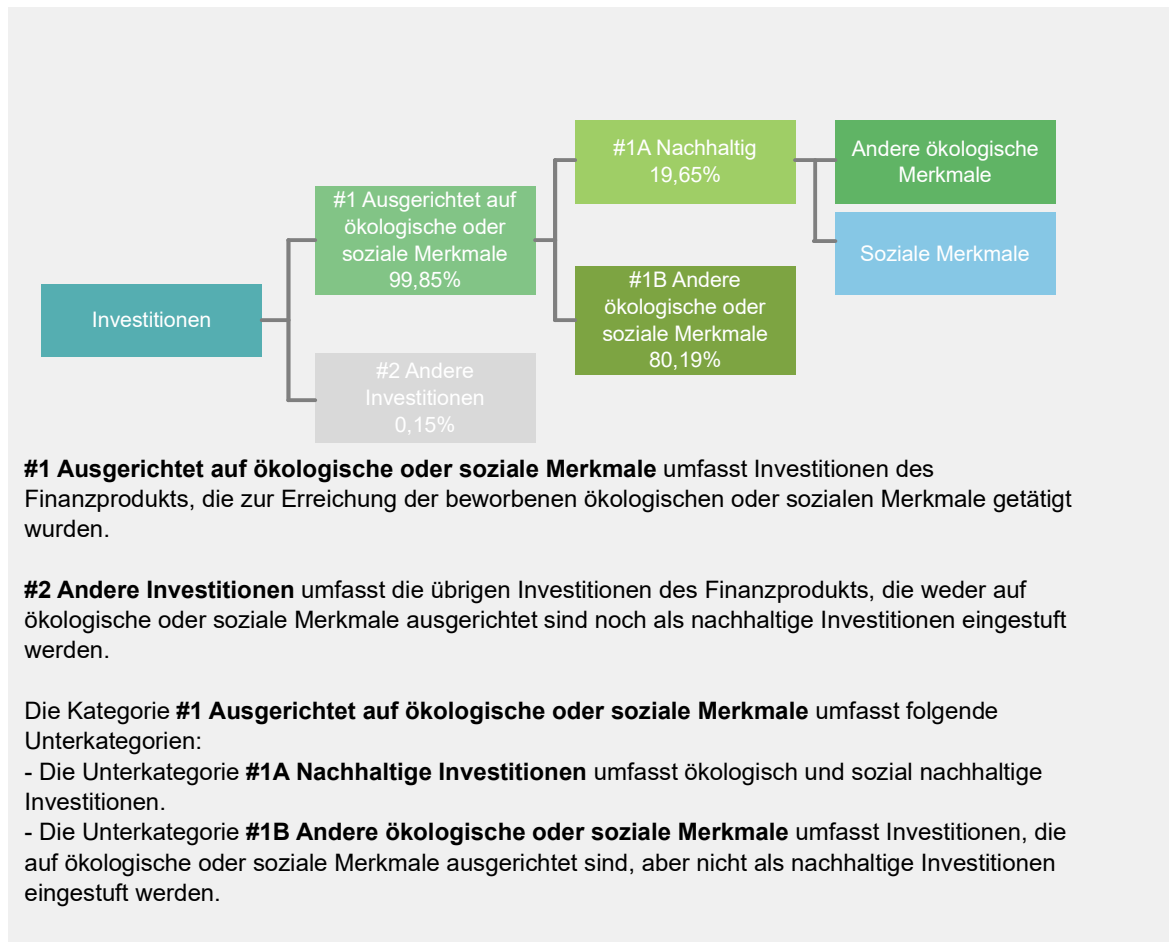 #1A Nachhaltig
19,65%
Andere ökologische
Merkmale
#1 Ausgerichtet auf
ökologische oder
soziale Merkmale
99,85%
Soziale Merkmale
Investitionen
#1B Andere
ökologische oder
soziale Merkmale
80,19%
#2 Andere
Investitionen
0,15%
#1 Ausgerichtet auf ökologische oder soziale Merkmale umfasst Investitionen des
Finanzprodukts, die zur Erreichung der beworbenen ökologischen oder sozialen Merkmale getätigt
wurden.
#2 Andere Investitionen umfasst die übrigen Investitionen des Finanzprodukts, die weder auf
ökologische oder soziale Merkmale ausgerichtet sind noch als nachhaltige Investitionen eingestuft
werden.
Die Kategorie #1 Ausgerichtet auf ökologische oder soziale Merkmale umfasst folgende
Unterkategorien:
- Die Unterkategorie #1A Nachhaltige Investitionen umfasst ökologisch und sozial nachhaltige
Investitionen.
- Die Unterkategorie #1B Andere ökologische oder soziale Merkmale umfasst Investitionen, die
auf ökologische oder soziale Merkmale ausgerichtet sind, aber nicht als nachhaltige Investitionen
eingestuft werden.